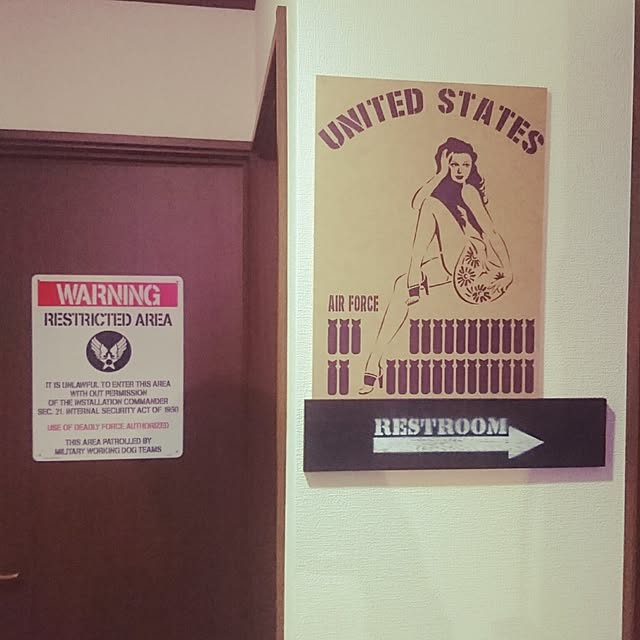 WARNING
RESTRICTED AREA
IT IS UNLAWFUL TO ENTER THIS AREA
WITH OUT PERMISSION
OF THE INSTALLATION COMMANDER
SEC. 21. INTERNAL SECURITY ACT OF 1950
USE OF DEADLY FORCE AUTHORIZED
THIS AREA PATROLLED BY
MILITARY WORKING DOG TEAMS
UNITED STATES
AIR FORCE
RESTROOM